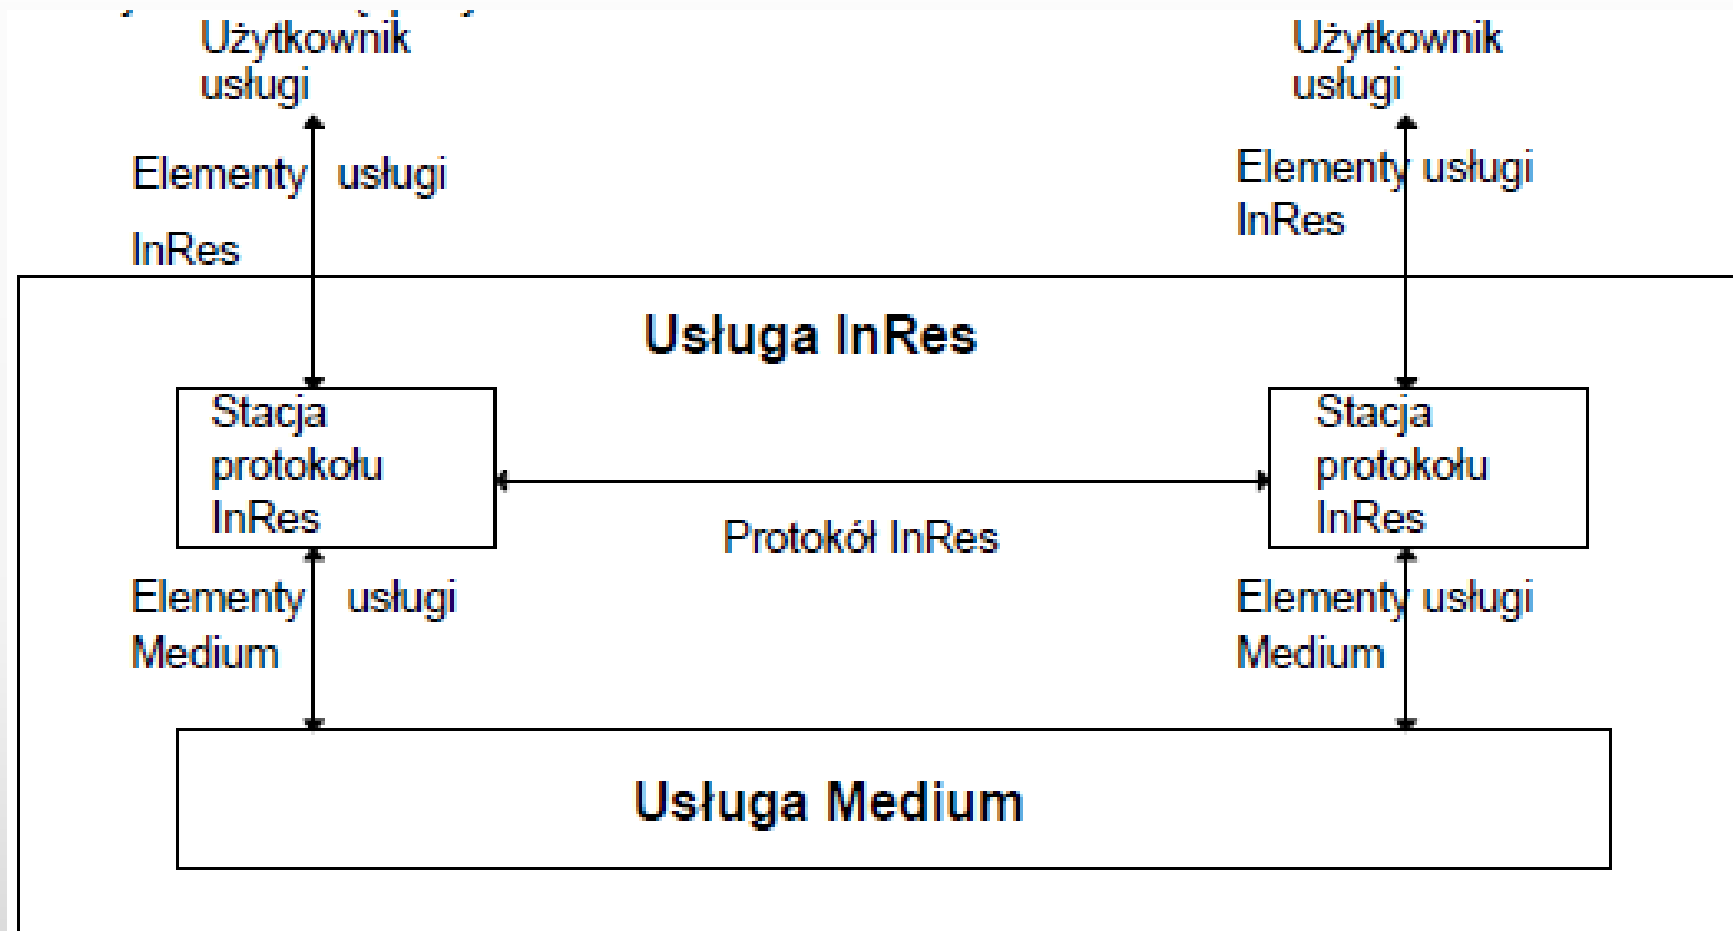 Użytkownik
usługi
Użytkownik
usługi
Elementy usługi
InRes
Elementy usługi
InRes
Usługa InRes
Stacja
protokołu
InRes
Stacja
protokołu
InRes
Protokół InRes
Elementy usługi
Medium
Elementy usługi
Medium
Usługa Medium